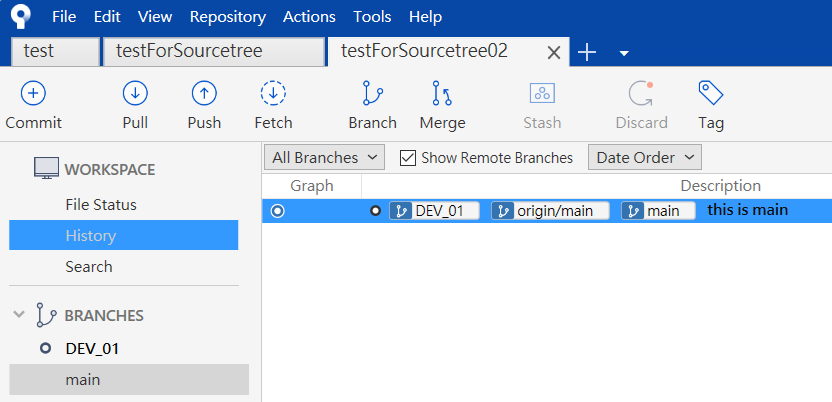 File Edit View Repository Actions Tools Help
test testForSourcetree testForSourcetree02
Commit Pull Push Fetch Branch Merge Stash Discard Tag
WORKSPACE
File Status
History
Search
BRANCHES
DEV_01
main
All Branches Show Remote Branches Date Order
Graph Description
DEV_01 origin/main main this is main